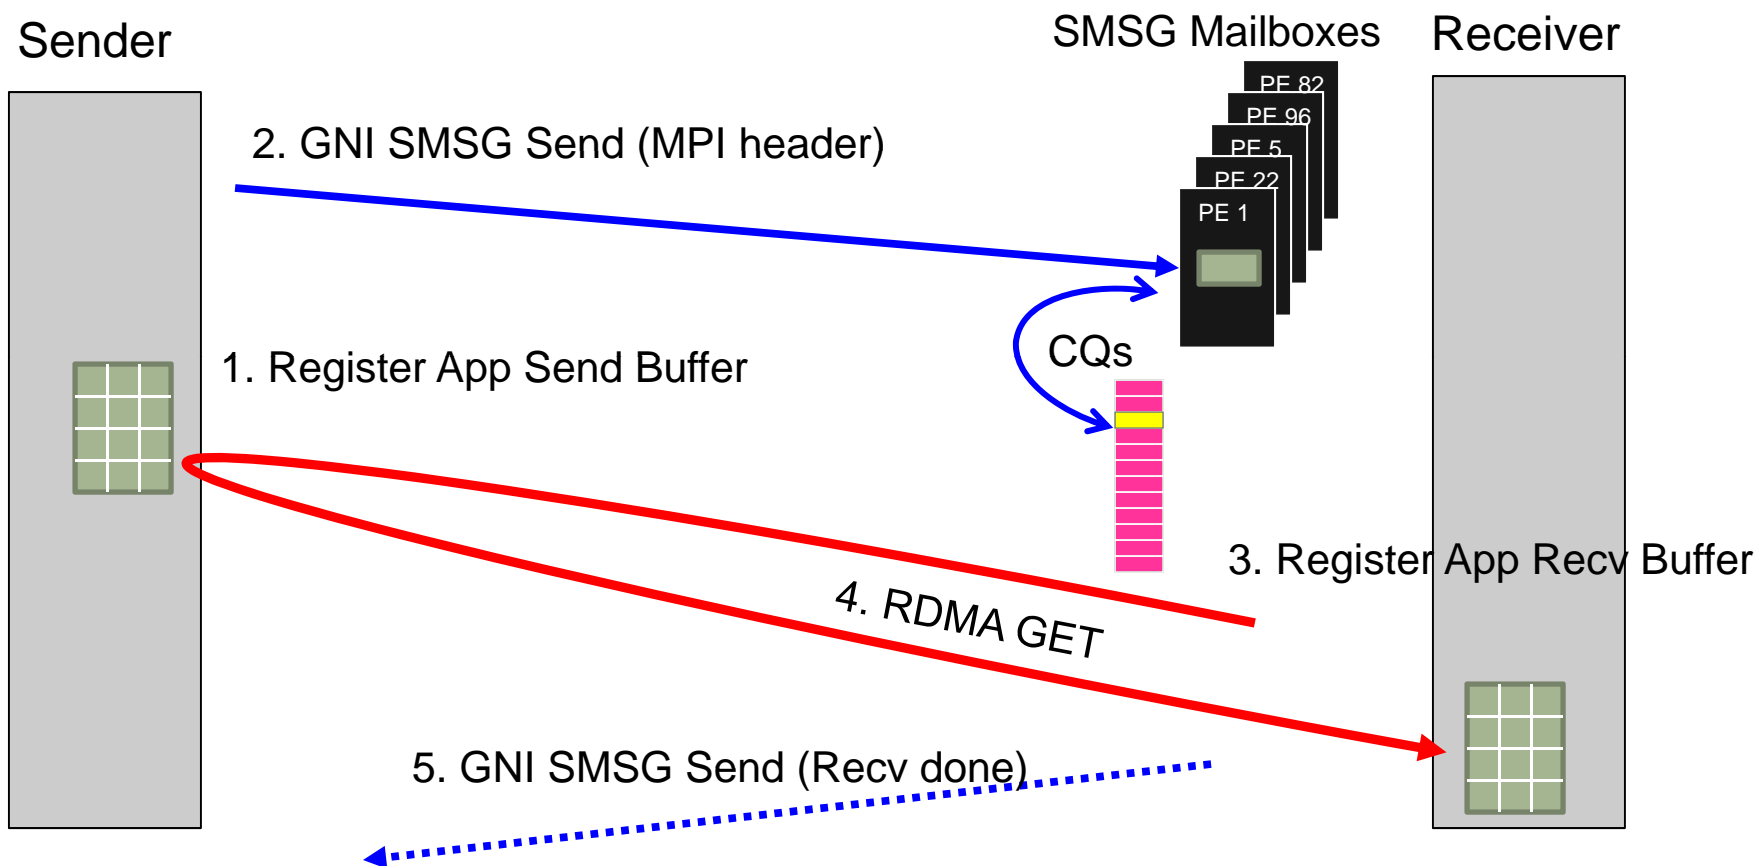 Sender
SMSG Mailboxes
Receiver
PE 82
PE 96
PE 5
PE 22
PE 1
2. GNI SMSG Send (MPI header)
CQs
1. Register App Send Buffer
3. Register App Recv Buffer
4. RDMA GET
5. GNI SMSG Send (Recv done)